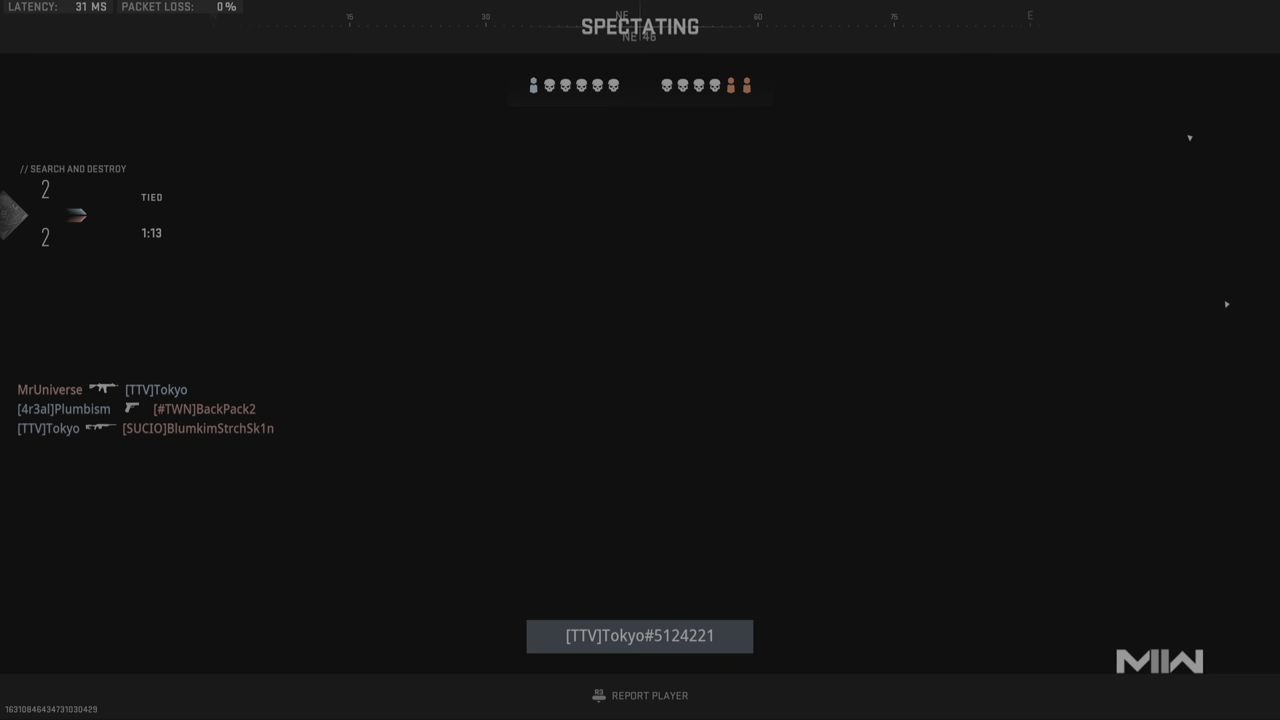 LATENCY: 31 MS PACKET LOSS: 0 %
15 30 NE 60 75 E
SPECTATING
NE 46
// SEARCH AND DESTROY
2
TIED
1:13
2
MrUniverse [TTV]Tokyo
[4r3al]Plumbism [#TWN]BackPack2
[TTV]Tokyo [SUCIO]BlumkimStrchSk1n
[TTV]Tokyo#5124221
MW
R3 REPORT PLAYER
16310846434731030429